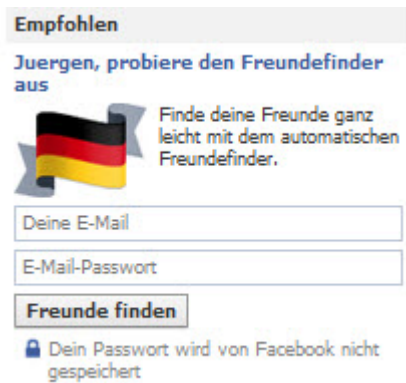 Empfohlen
Juergen, probiere den Freundefinder
aus
Finde deine Freunde ganz
leicht mit dem automatischen
Freundefinder.
Deine E-Mail
E-Mail-Passwort
Freunde finden
Dein Passwort wird von Facebook nicht
gespeichert